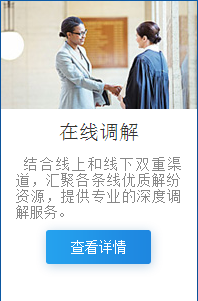 在线调解
结合线上和线下双重渠
道，汇聚各条线优质解纷
资源，提供专业的深度调
解服务。
查看详情